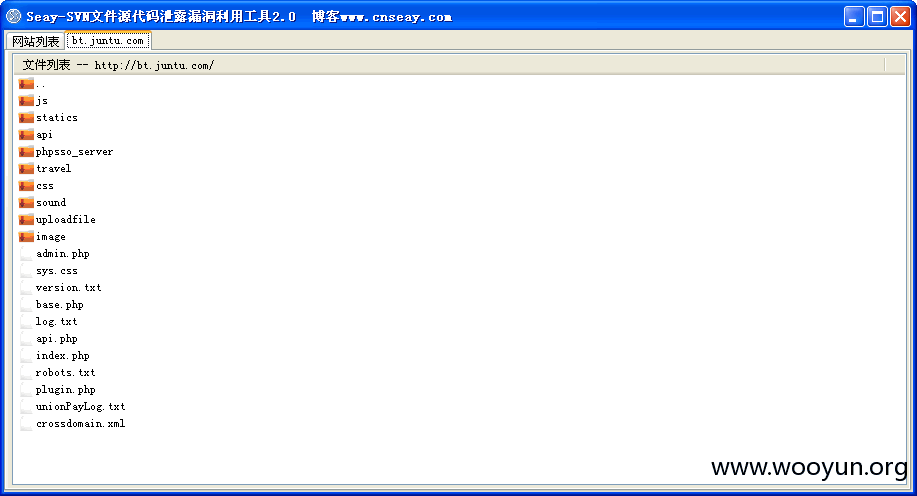 Seay-SVN文件源代码泄露漏洞利用工具2.0 博客www.cnseay.com
网站列表 bt.juntu.com
文件列表 -- http://bt.juntu.com/
..
js
statics
api
phpsso_server
travel
css
sound
uploadfile
image
admin.php
sys.css
version.txt
base.php
log.txt
api.php
index.php
robots.txt
plugin.php
unionPayLog.txt
crossdomain.xml
www.wooyun.org